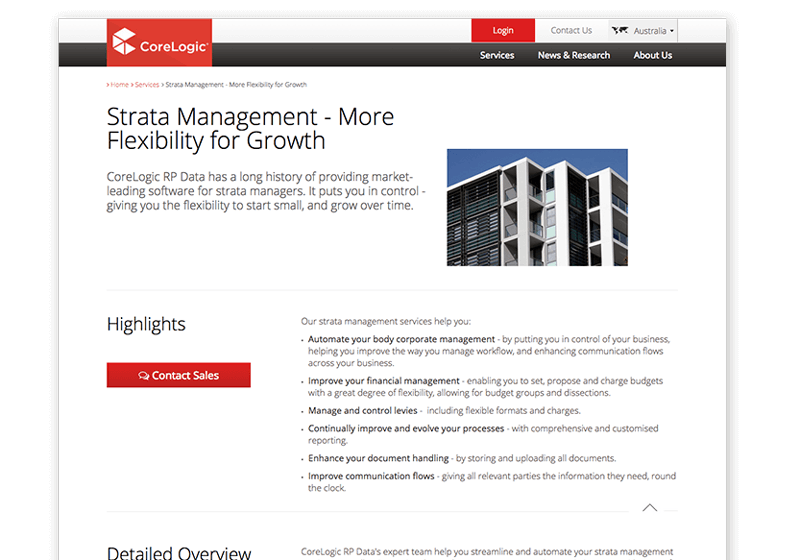 CoreLogic®
Login
Contact Us
Australia
Services
News & Research
About Us
Home Services Strata Management - More Flexibility for Growth
Strata Management - More
Flexibility for Growth
CoreLogic RP Data has a long history of providing market-
leading software for strata managers. It puts you in control -
giving you the flexibility to start small, and grow over time.
Highlights
Contact Sales
Our strata management services help you:
• Automate your body corporate management - by putting you in control of your business,
helping you improve the way you manage workflow, and enhancing communication flows
across your business.
• Improve your financial management - enabling you to set, propose and charge budgets
with a great degree of flexibility, allowing for budget groups and dissections.
• Manage and control levies - including flexible formats and charges.
• Continually improve and evolve your processes - with comprehensive and customised
reporting.
• Enhance your document handling - by storing and uploading all documents.
• Improve communication flows - giving all relevant parties the information they need, round
the clock.
Detailed Overview
CoreLogic RP Data's expert team help you streamline and automate your strata management